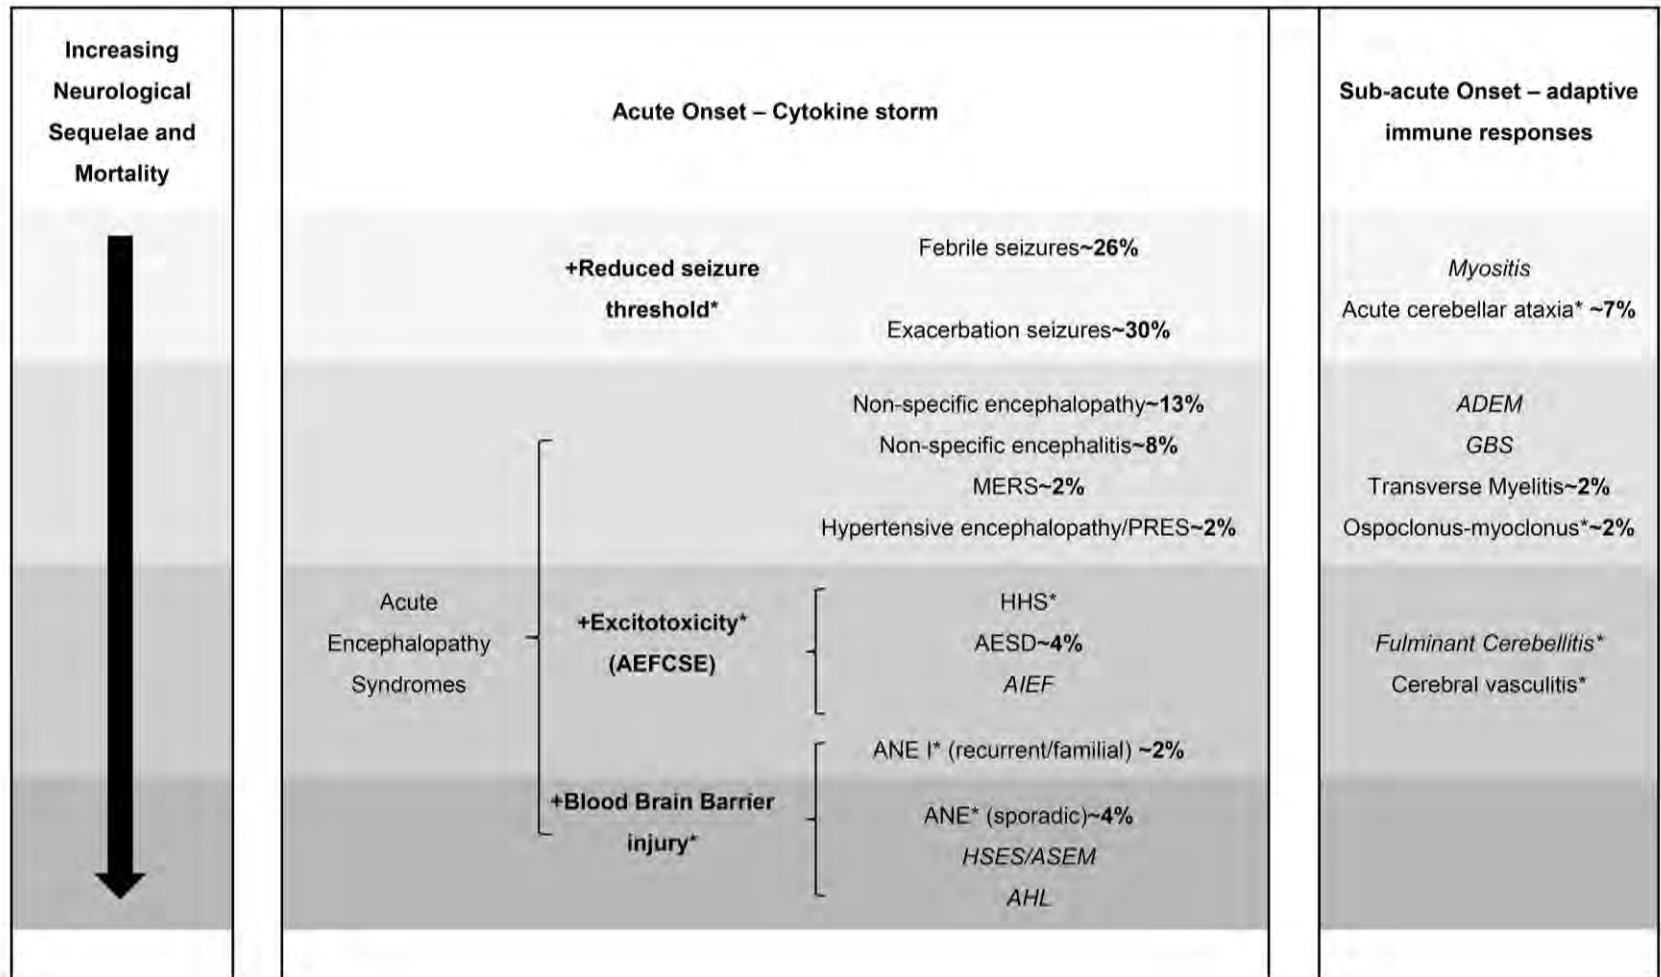 Increasing
Neurological
Sequelae and
Mortality
Acute Onset – Cytokine storm
Sub-acute Onset – adaptive
immune responses
+Reduced seizure
threshold*
Febrile seizures~26%
Exacerbation seizures~30%
Myositis
Acute cerebellar ataxia* ~7%
Non-specific encephalopathy~13%
Non-specific encephalitis~8%
MERS~2%
Hypertensive encephalopathy/PRES~2%
ADEM
GBS
Transverse Myelitis~2%
Ospoclonus-myoclonus*~2%
Acute
Encephalopathy
Syndromes
+Excitotoxicity*
(AEFCSE)
HHS*
AESD~4%
AIEF
Fulminant Cerebellitis*
Cerebral vasculitis*
+Blood Brain Barrier
injury*
ANE I* (recurrent/familial) ~2%
ANE* (sporadic)~4%
HSES/ASEM
AHL